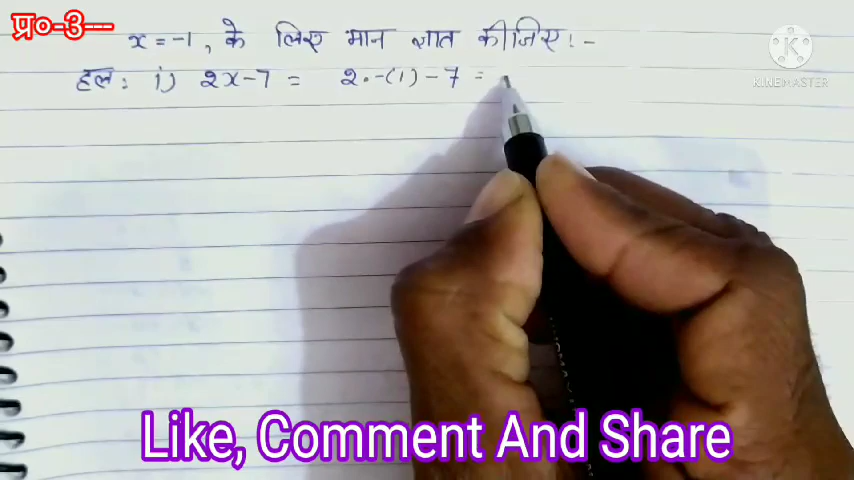 प्र०-3--
x = -1, के लिए मान ज्ञात कीजिए।-
KINEMASTER
हल: i) 2x-7 = 2.-(1) - 7 =
Like, Comment And Share